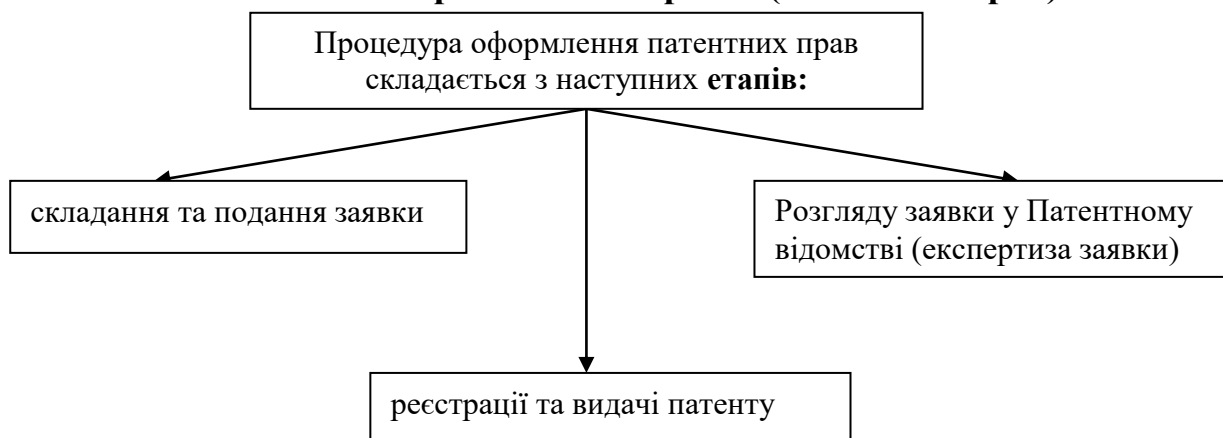 Процедура оформлення патентних прав
складається з наступних етапів:
складання та подання заявки
Розгляду заявки у Патентному
відомстві (експертиза заявки)
реєстрації та видачі патенту